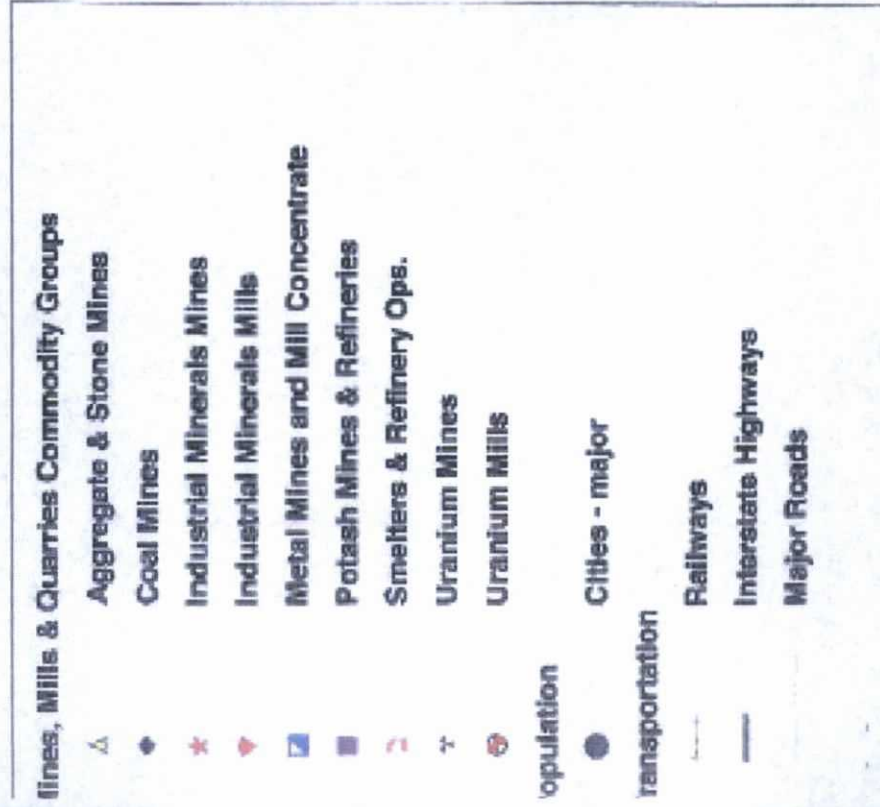 lines, Mills & Quarries Commodity Groups
Aggregate & Stone Mines
Coal Mines
Industrial Minerals Mines
Industrial Minerals Mills
Metal Mines and Mill Concentrate
Potash Mines & Refineries
Smelters & Refinery Ops.
Uranium Mines
Uranium Mills
opulation
Cities - major
ransportation
Railways
Interstate Highways
Major Roads